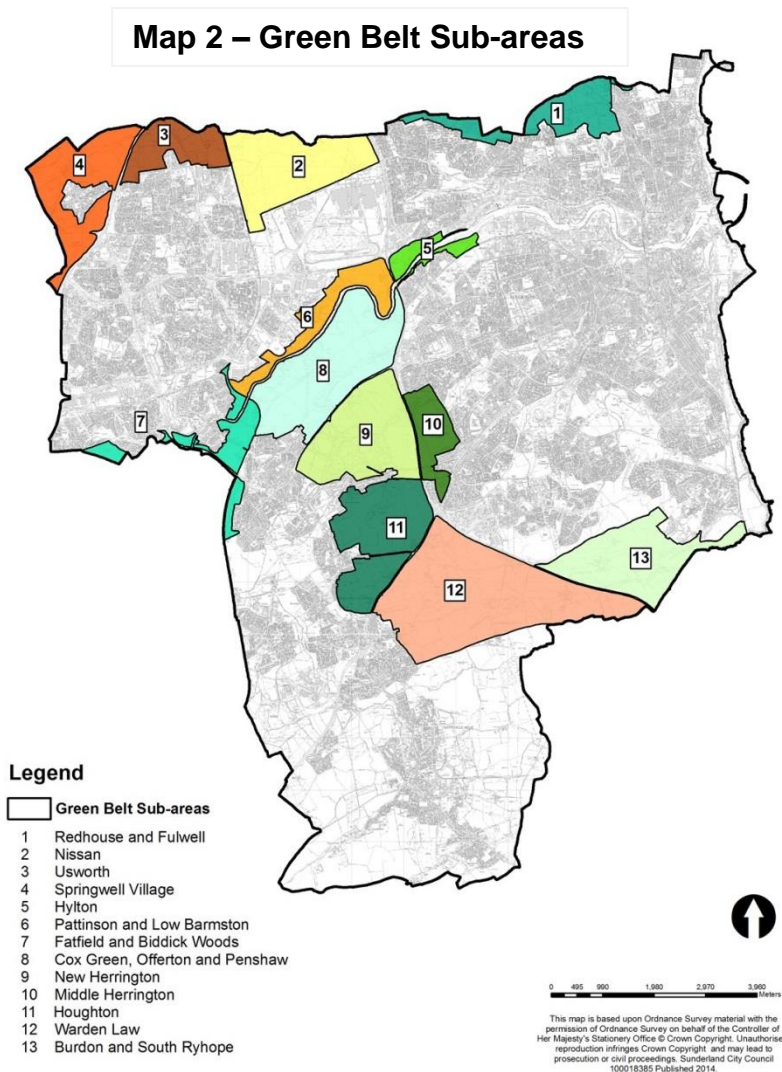 Map 2 – Green Belt Sub-areas
1
3
4
2
5
6
8
7
10
9
11
13
12
Legend
Green Belt Sub-areas
1 Redhouse and Fulwell
2 Nissan
3 Usworth
4 Springwell Village
5 Hylton
6 Pattinson and Low Barmston
7 Fatfield and Biddick Woods
8 Cox Green, Offerton and Penshaw
9 New Herrington
10 Middle Herrington
11 Houghton
12 Warden Law
13 Burdon and South Ryhope
0 495 990 1,980 2,970 3,960
Meters
This map is based upon Ordnance Survey material with the
permission of Ordnance Survey on behalf of the Controller of
Her Majesty's Stationery Office © Crown Copyright. Unauthorise
reproduction infringes Crown Copyright and may lead to
prosecution or civil proceedings. Sunderland City Council
100018385 Published 2014.